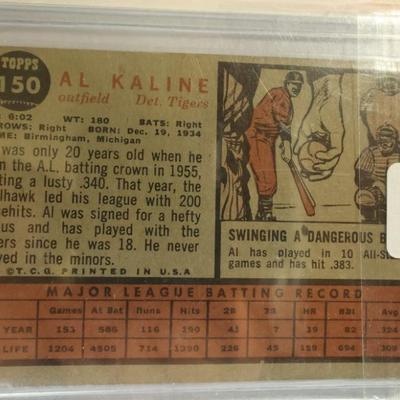 TOPPS
150
AL KALINE
outfield Det. Tigers
: 6:02 WT: 180 BATS: Right
ROWS: Right BORN: Dec. 19, 1934
ME: Birmingham, Michigan
was only 20 years old when he
n the A.L. batting crown in 1955,
ting a lusty .340. That year, the
lhawk led his league with 200
sehits. Al was signed for a hefty
us and has played with the
ers since he was 18. He never
yed in the minors.
© T.C.G. PRINTED IN U.S.A
SWINGING A DANGEROUS B
Al has played in 10 All-Sta
games and has hit .383.
MAJOR LEAGUE BATTING RECORD
Games At Bat Runs Hits 2B 3B HR RBI Avg.
YEAR 153 586 116 190 41 7 19 82 .324
LIFE 1204 4505 714 1390 226 45 159 694